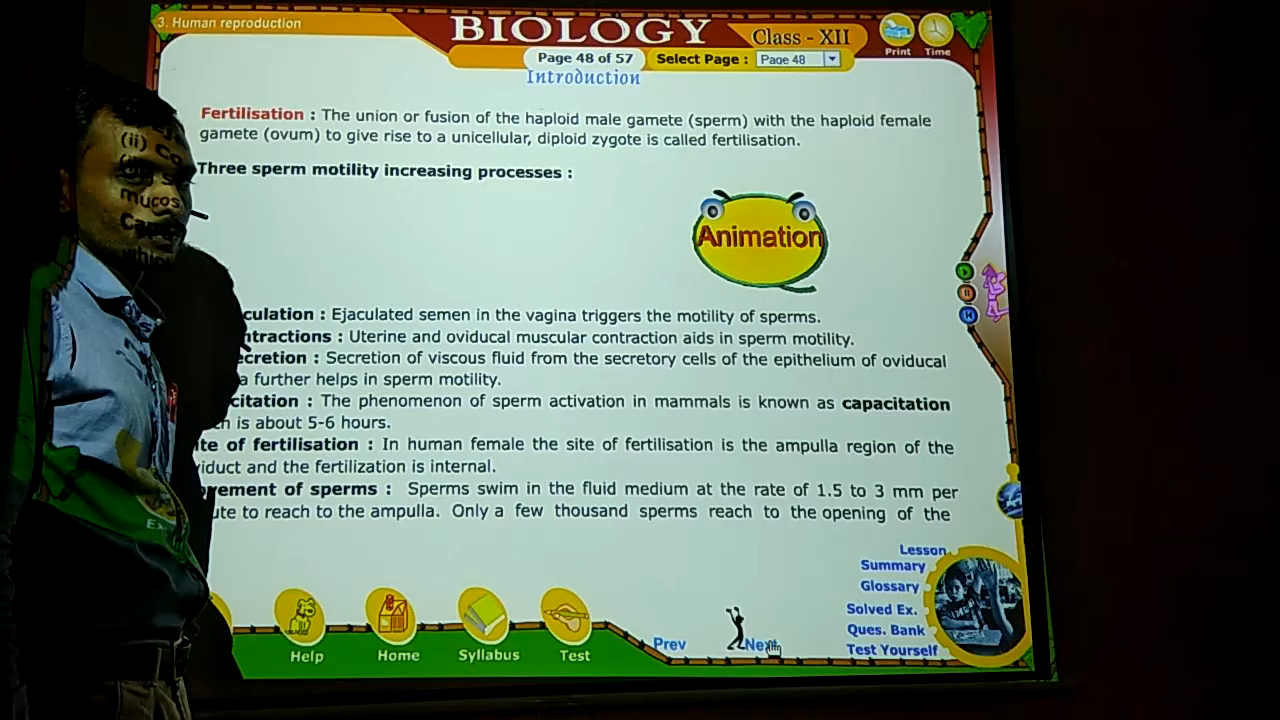 3. Human reproduction
BIOLOGY
Class - XII
Print
Time
Page 48 of 57
Select Page :
Page 48
Introduction
Fertilisation : The union or fusion of the haploid male gamete (sperm) with the haploid female
gamete (ovum) to give rise to a unicellular, diploid zygote is called fertilisation.
Three sperm motility increasing processes :
Animation
(ii)
mucos
culation : Ejaculated semen in the vagina triggers the motility of sperms.
ntractions : Uterine and oviducal muscular contraction aids in sperm motility.
ecretion : Secretion of viscous fluid from the secretory cells of the epithelium of oviducal
a further helps in sperm motility.
citation : The phenomenon of sperm activation in mammals is known as capacitation
ch is about 5-6 hours.
ite of fertilisation : In human female the site of fertilisation is the ampulla region of the
viduct and the fertilization is internal.
ovement of sperms : Sperms swim in the fluid medium at the rate of 1.5 to 3 mm per
ute to reach to the ampulla. Only a few thousand sperms reach to the opening of the
Lesson
Summary
Glossary
Solved Ex.
Ques. Bank
Test Yourself
Prev
Next
Help
Home
Syllabus
Test